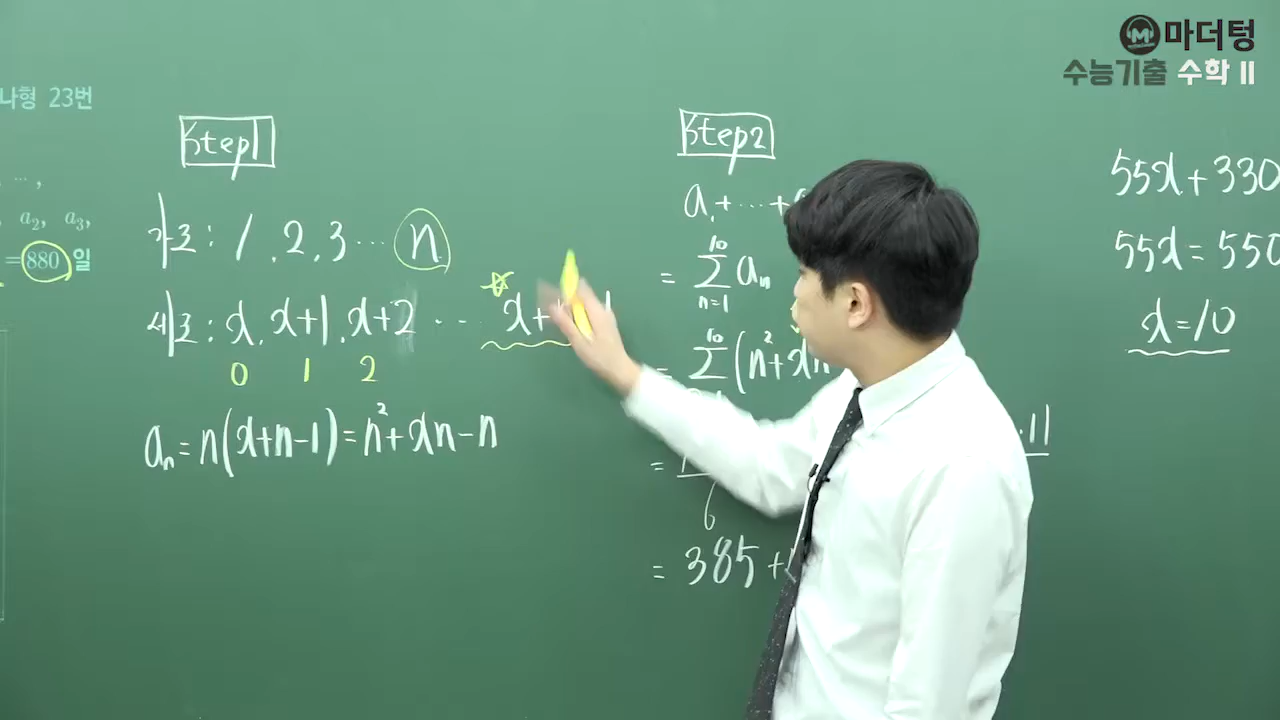 마더텅
수능기출 수학 II
나형 23번
..., 
a₂, a₃,
=880 일
Step1
가로: 1, 2, 3 ... n
세로: x, x+1, x+2 ... x+
0 1 2
aₙ = n(x+n-1) = n²+xn-n
Step2
a₁+...+
= ∑ₙ₌₁¹⁰ aₙ
= ∑¹⁰ (n²+xn
=
6
.11
= 385+
55x+330
55x=550
x=10